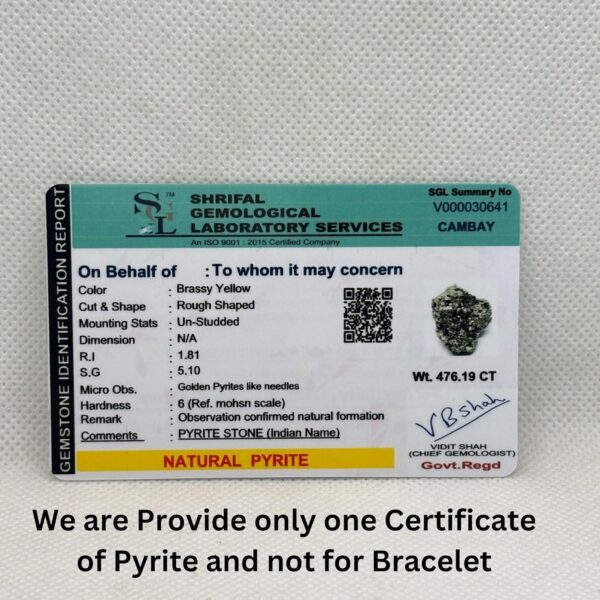 GEMSTONE IDENTIFICATION REPORT
SGL TM
SHRIFAL
GEMOLOGICAL
LABORATORY SERVICES
An ISO 9001 : 2015 Certified Company
SGL Summary No
V000030641
CAMBAY
On Behalf of : To whom it may concern
Color : Brassy Yellow
Cut & Shape : Rough Shaped
Mounting Stats : Un-Studded
Dimension : N/A
R.I : 1.81
S.G : 5.10
Micro Obs. : Golden Pyrites like needles
Hardness : 6 (Ref. mohsn scale)
Remark : Observation confirmed natural formation
Comments : PYRITE STONE (Indian Name)
NATURAL PYRITE
Wt. 476.19 CT
V B Shah
VIDIT SHAH
(CHIEF GEMOLOGIST)
Govt.Regd
We are Provide only one Certificate
of Pyrite and not for Bracelet